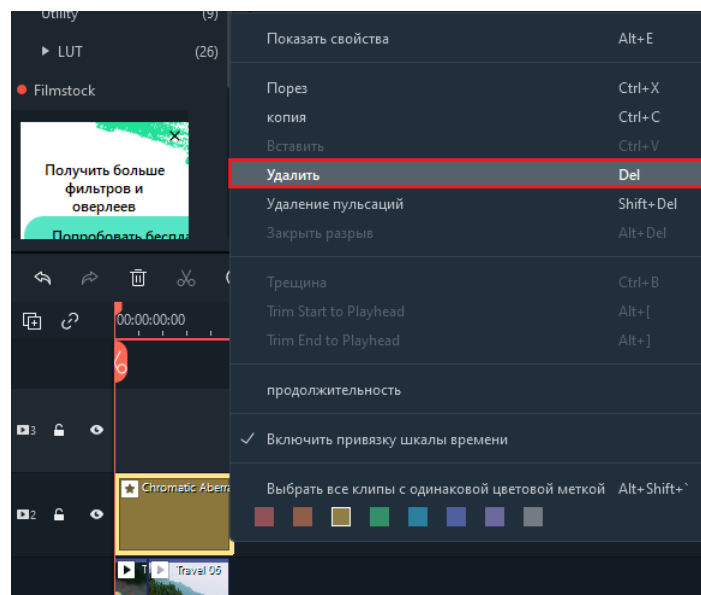 Utility (9)
LUT (26)
Filmstock
Получить больше
фильтров и
оверлеев
Попробовать
00:00:00:00
3
Chromatic
2
Travel 06
Показать свойства Alt+E
Порез Ctrl+X
копия Ctrl+C
Вставить Ctrl+V
Удалить Del
Удаление пульсаций Shift+Del
Закрыть разрыв Alt+Del
Трещина Ctrl+B
Trim Start to Playhead Alt+[
Trim End to Playhead Alt+]
продолжительность
Включить привязку шкалы времени
Выбрать все клипы с одинаковой цветовой меткой Alt+Shift+`